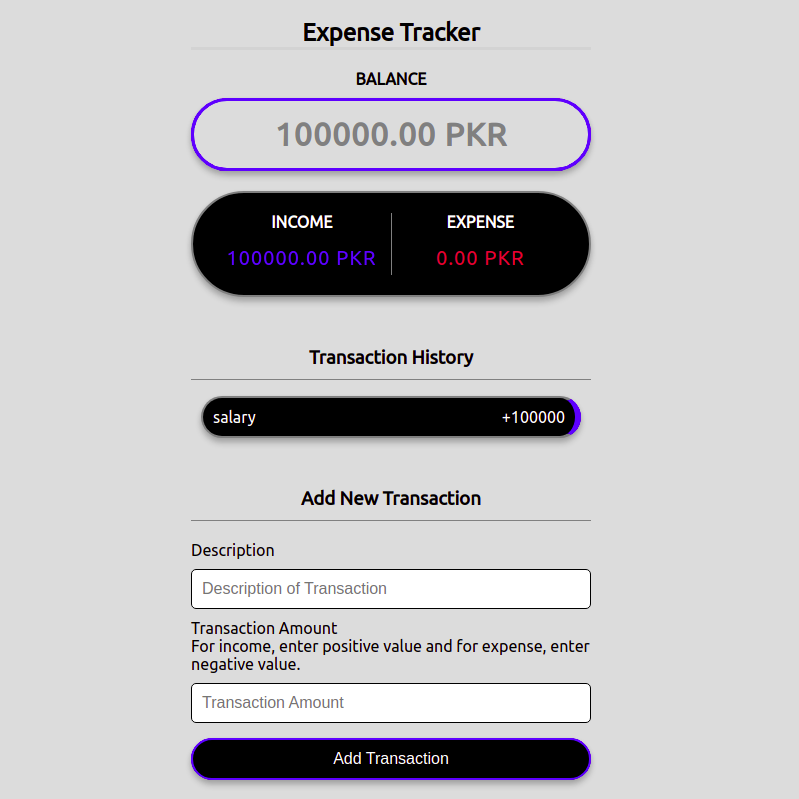 Expense Tracker
BALANCE
100000.00 PKR
INCOME
EXPENSE
100000.00 PKR
0.00 PKR
Transaction History
salary
+100000
Add New Transaction
Description
Description of Transaction
Transaction Amount
For income, enter positive value and for expense, enter
negative value.
Transaction Amount
Add Transaction